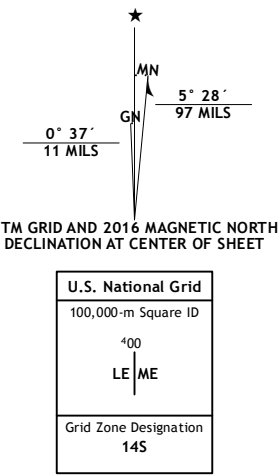 ★
MN
GN
5° 28´
97 MILS
0° 37´
11 MILS
TM GRID AND 2016 MAGNETIC NORTH
DECLINATION AT CENTER OF SHEET
U.S. National Grid
100,000-m Square ID
⁴00
LE ME
Grid Zone Designation
14S